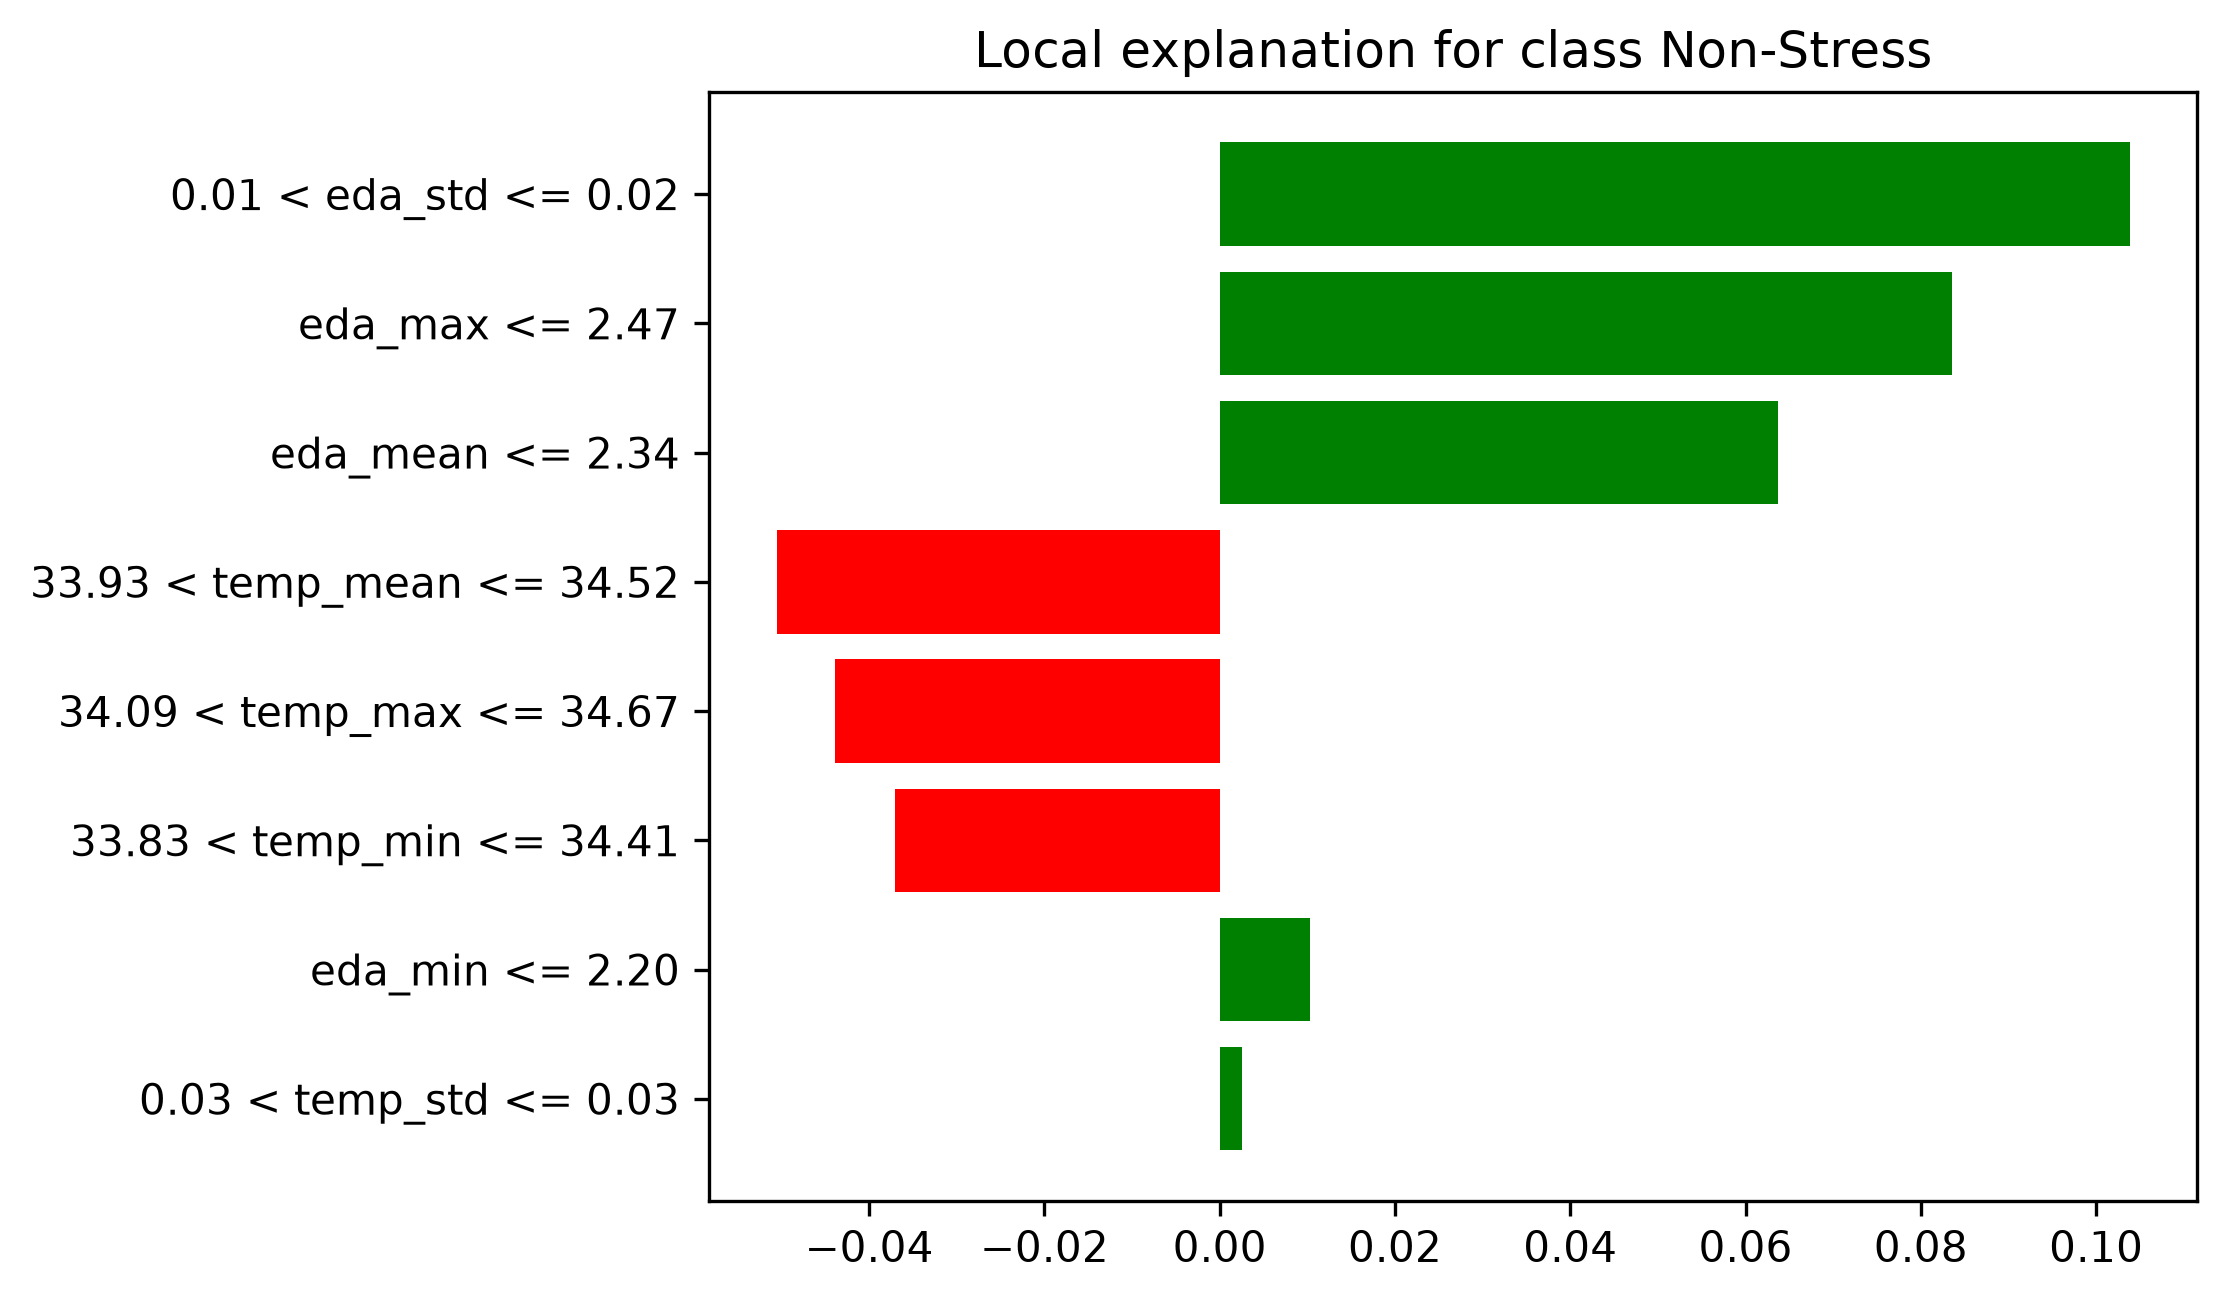 Local explanation for class Non-Stress
0.01 < eda_std <= 0.02
eda_max <= 2.47
eda_mean <= 2.34
33.93 < temp_mean <= 34.52
34.09 < temp_max <= 34.67
33.83 < temp_min <= 34.41
eda_min <= 2.20
0.03 < temp_std <= 0.03
−0.04 −0.02 0.00 0.02 0.04 0.06 0.08 0.10